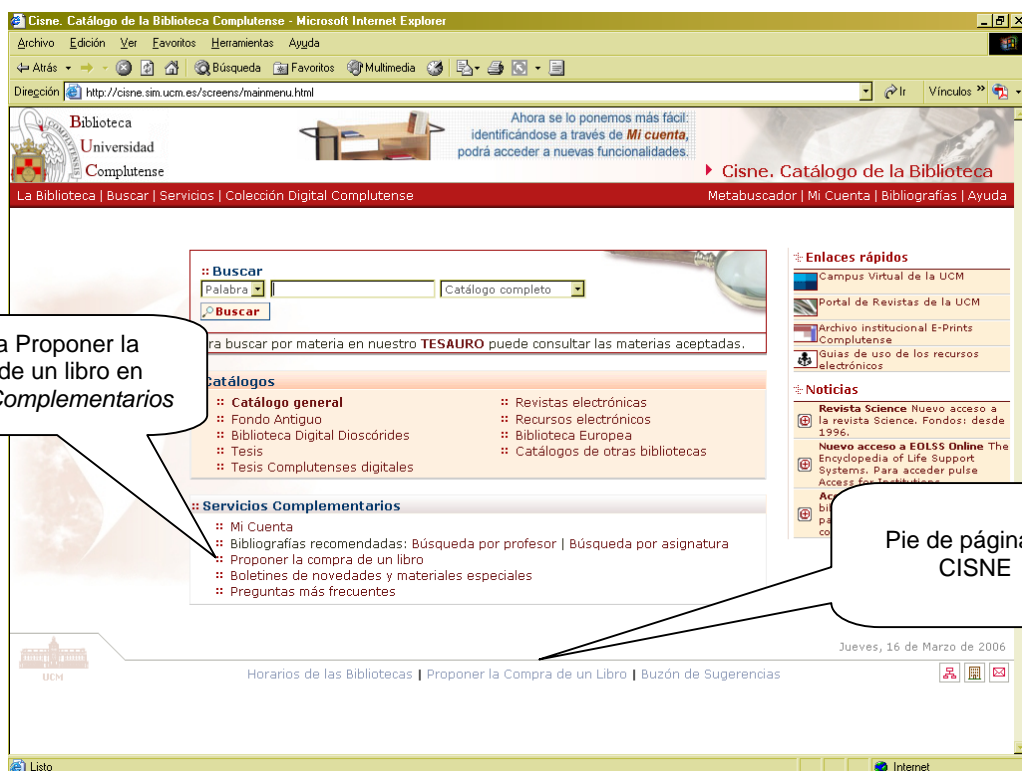 Cisne. Catálogo de la Biblioteca Complutense - Microsoft Internet Explorer
Archivo Edición Ver Favoritos Herramientas Ayuda
Atrás Búsqueda Favoritos Multimedia
Dirección http://cisne.sim.ucm.es/screens/mainmenu.html Ir Vínculos »
Biblioteca
Universidad
Complutense
Ahora se lo ponemos más fácil:
identificándose a través de Mi cuenta,
podrá acceder a nuevas funcionalidades.
Cisne. Catálogo de la Biblioteca
La Biblioteca | Buscar | Servicios | Colección Digital Complutense
Metabuscador | Mi Cuenta | Bibliografías | Ayuda
:: Buscar
Palabra Catálogo completo
Buscar
ra buscar por materia en nuestro TESAURO puede consultar las materias aceptadas.
a Proponer la
de un libro en
Complementarios
Catálogos
:: Catálogo general
:: Fondo Antiguo
:: Biblioteca Digital Dioscórides
:: Tesis
:: Tesis Complutenses digitales
:: Revistas electrónicas
:: Recursos electrónicos
:: Biblioteca Europea
:: Catálogos de otras bibliotecas
:: Servicios Complementarios
:: Mi Cuenta
:: Bibliografías recomendadas: Búsqueda por profesor | Búsqueda por asignatura
:: Proponer la compra de un libro
:: Boletines de novedades y materiales especiales
:: Preguntas más frecuentes
Enlaces rápidos
Campus Virtual de la UCM
Portal de Revistas de la UCM
Archivo institucional E-Prints
Complutense
Guias de uso de los recursos
electrónicos
Noticias
Revista Science Nuevo acceso a
la revista Science. Fondos: desde
1996.
Nuevo acceso a EOLSS Online The
Encyclopedia of Life Support
Systems. Para acceder pulse
Access for Institutions
Pie de página
CISNE
Jueves, 16 de Marzo de 2006
UCM
Horarios de las Bibliotecas | Proponer la Compra de un Libro | Buzón de Sugerencias
Listo
Internet